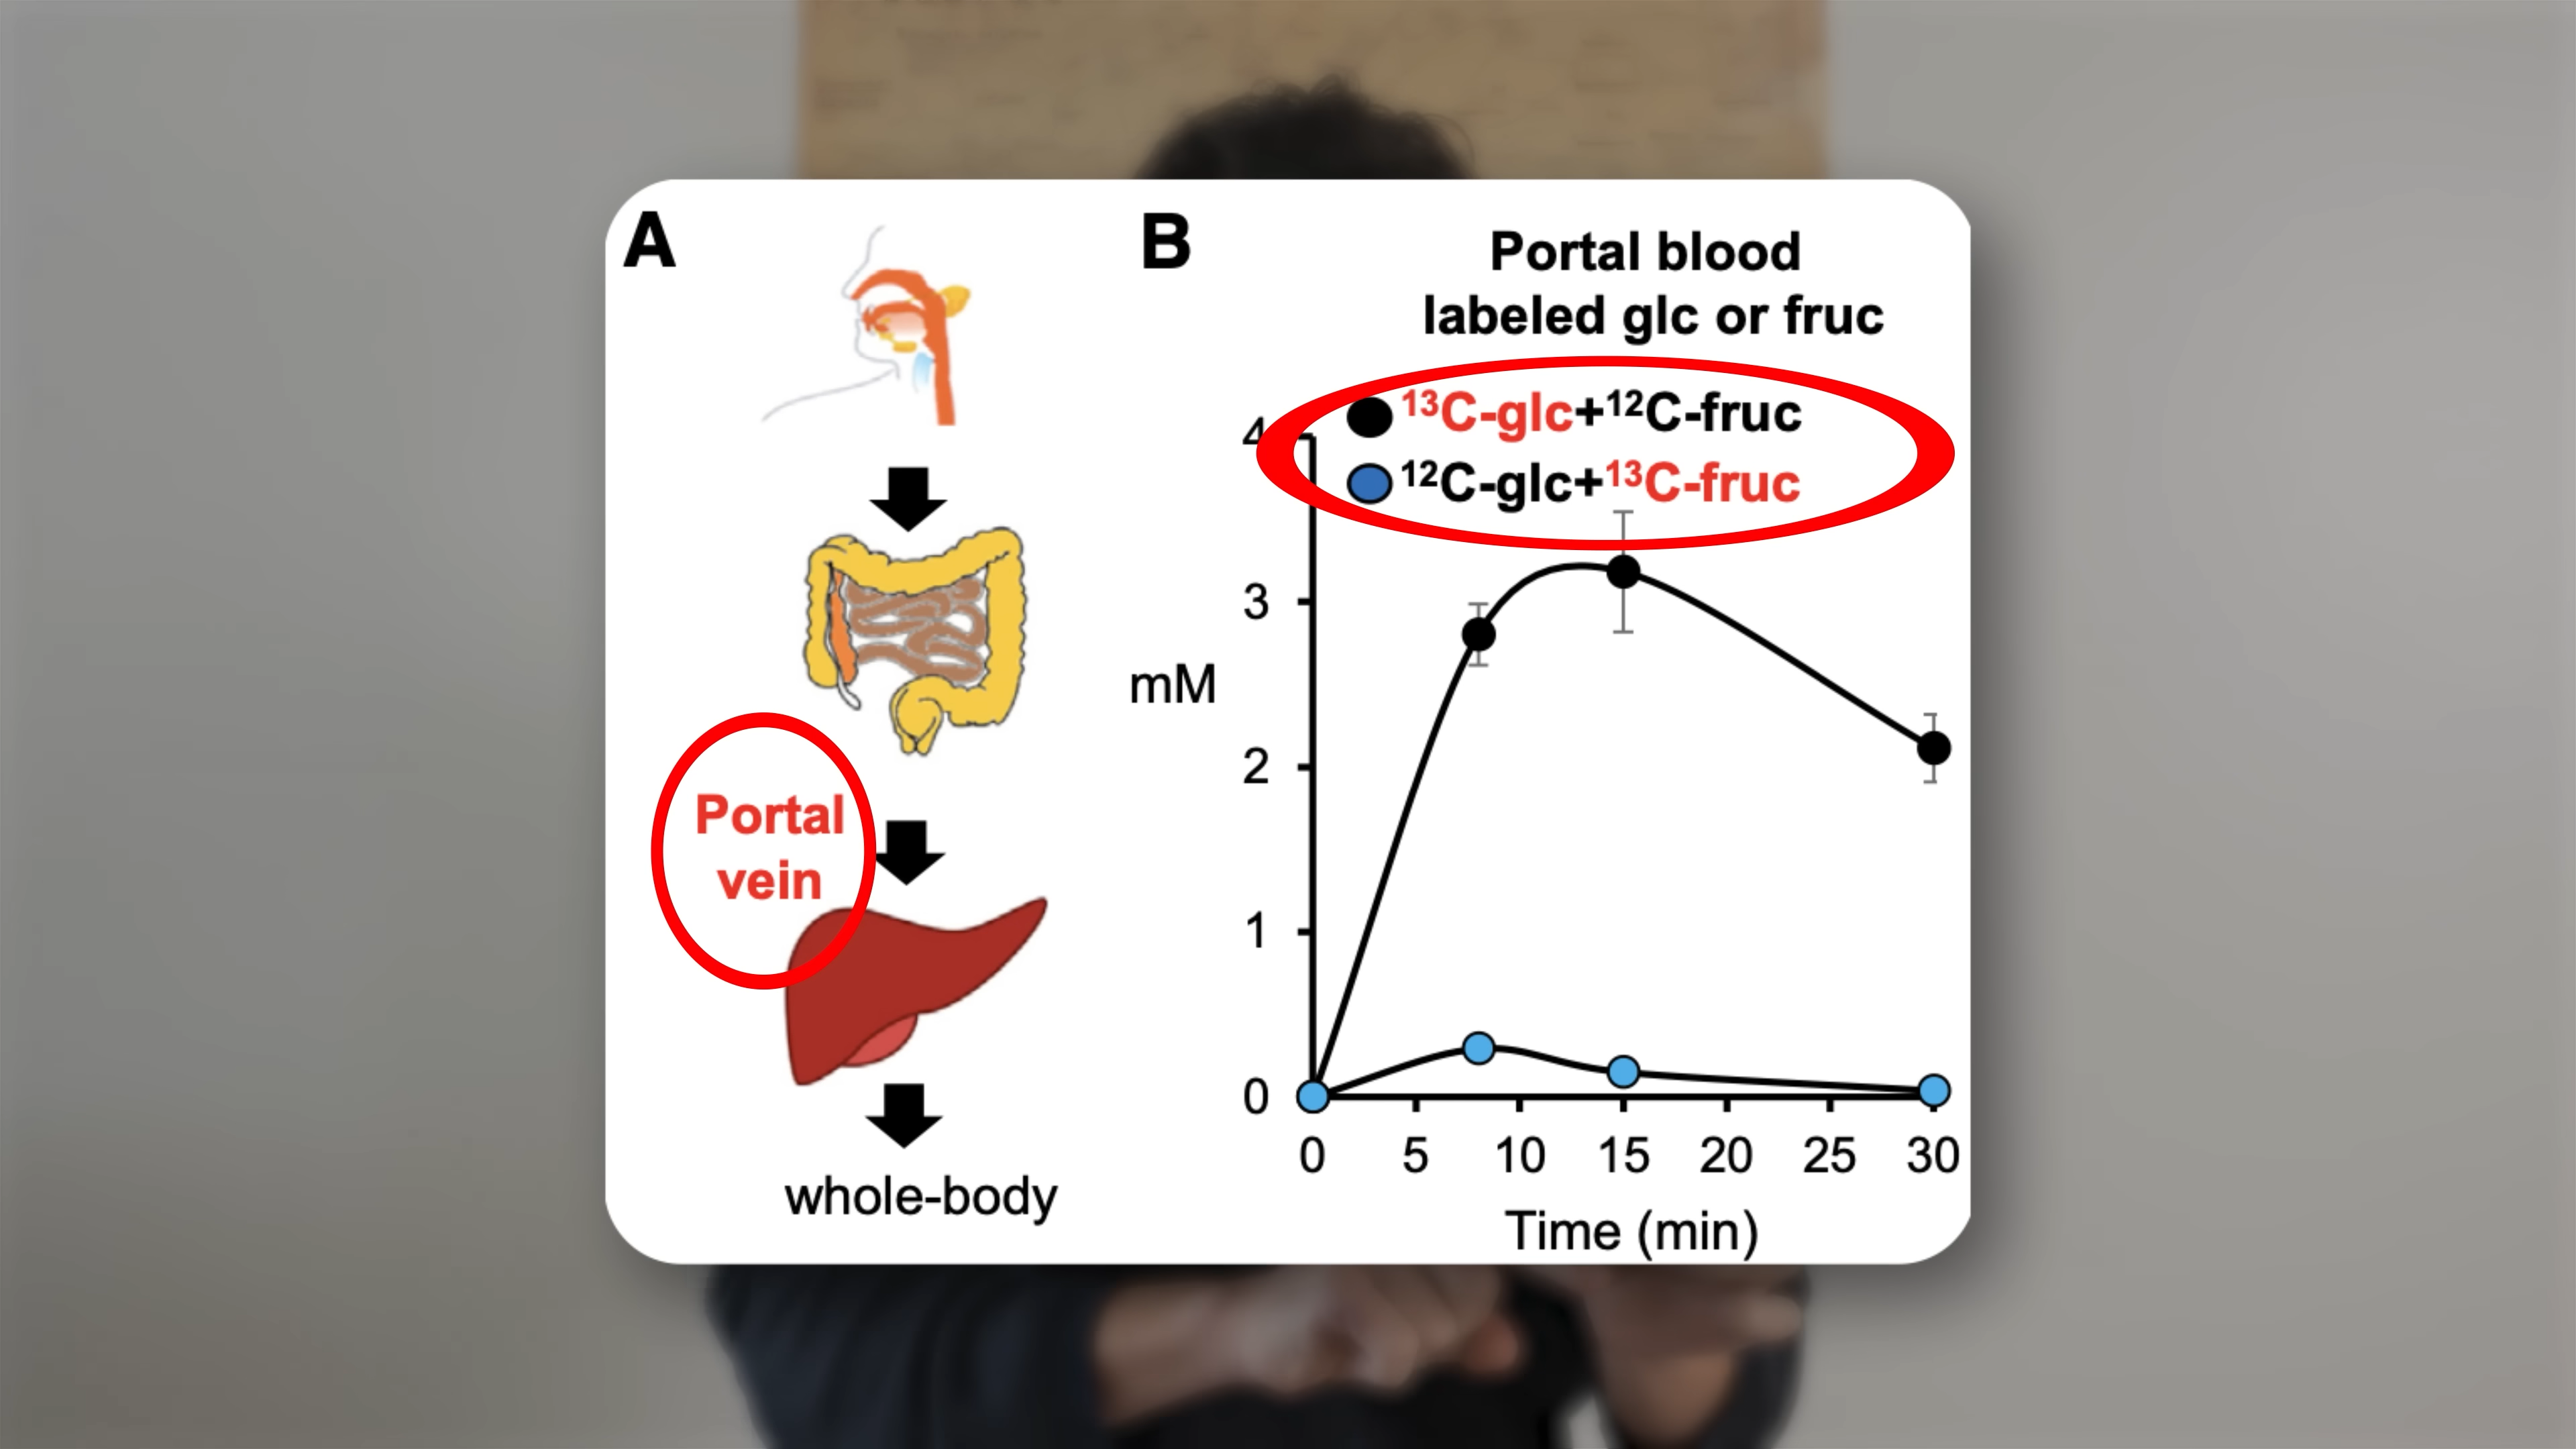 A
Portal
vein
whole-body
B
Portal blood
labeled glc or fruc
¹³C-glc+¹²C-fruc
¹²C-glc+¹³C-fruc
mM
4
3
2
1
0
0 5 10 15 20 25 30
Time (min)